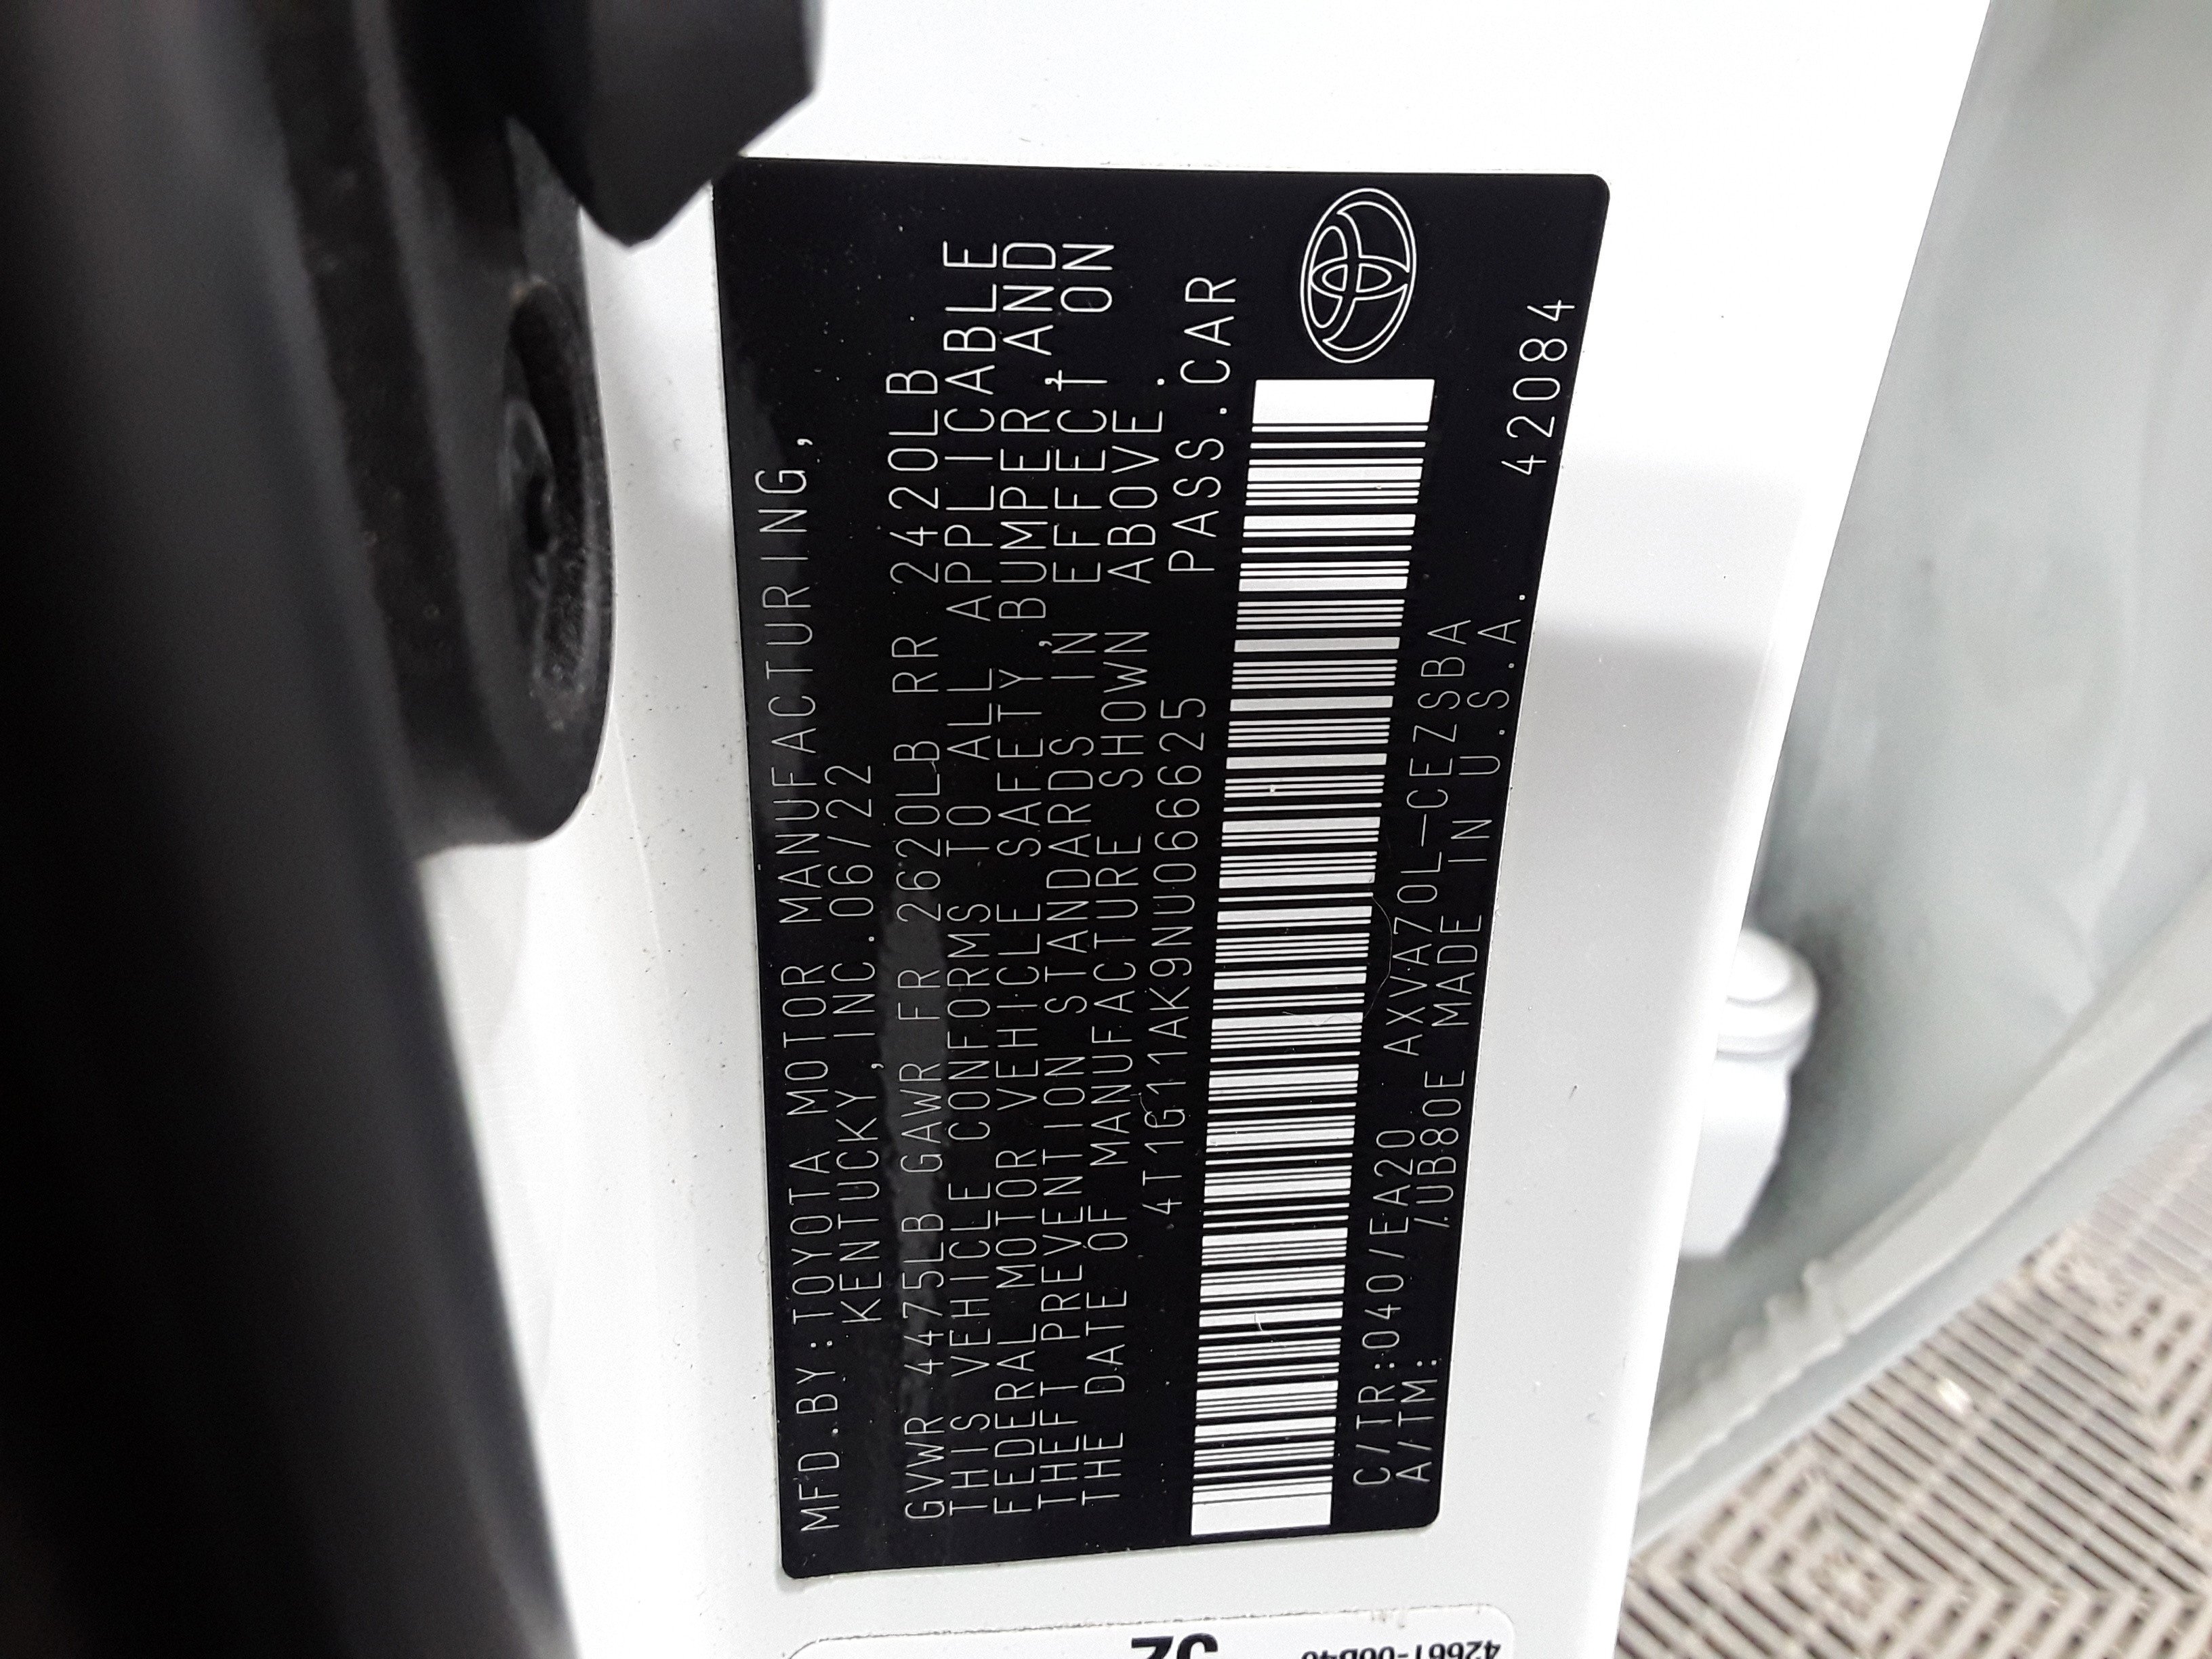 MFD.BY:TOYOTA MOTOR MANUFACTURING,
KENTUCKY,INC.06/22
GVWR 4475LB GAWR FR 2620LB RR 2420LB
THIS VEHICLE CONFORMS TO ALL APPLICABLE
FEDERAL MOTOR VEHICLE SAFETY,BUMPER,AND
THEFT PREVENTION STANDARDS IN EFFECT ON
THE DATE OF MANUFACTURE SHOWN ABOVE.
4T1G11AK9NU066625 PASS.CAR
C/TR:040/EA20 AXVA70L-CEZSBA
A/TM: /UB80E MADE IN U.S.A. 42084